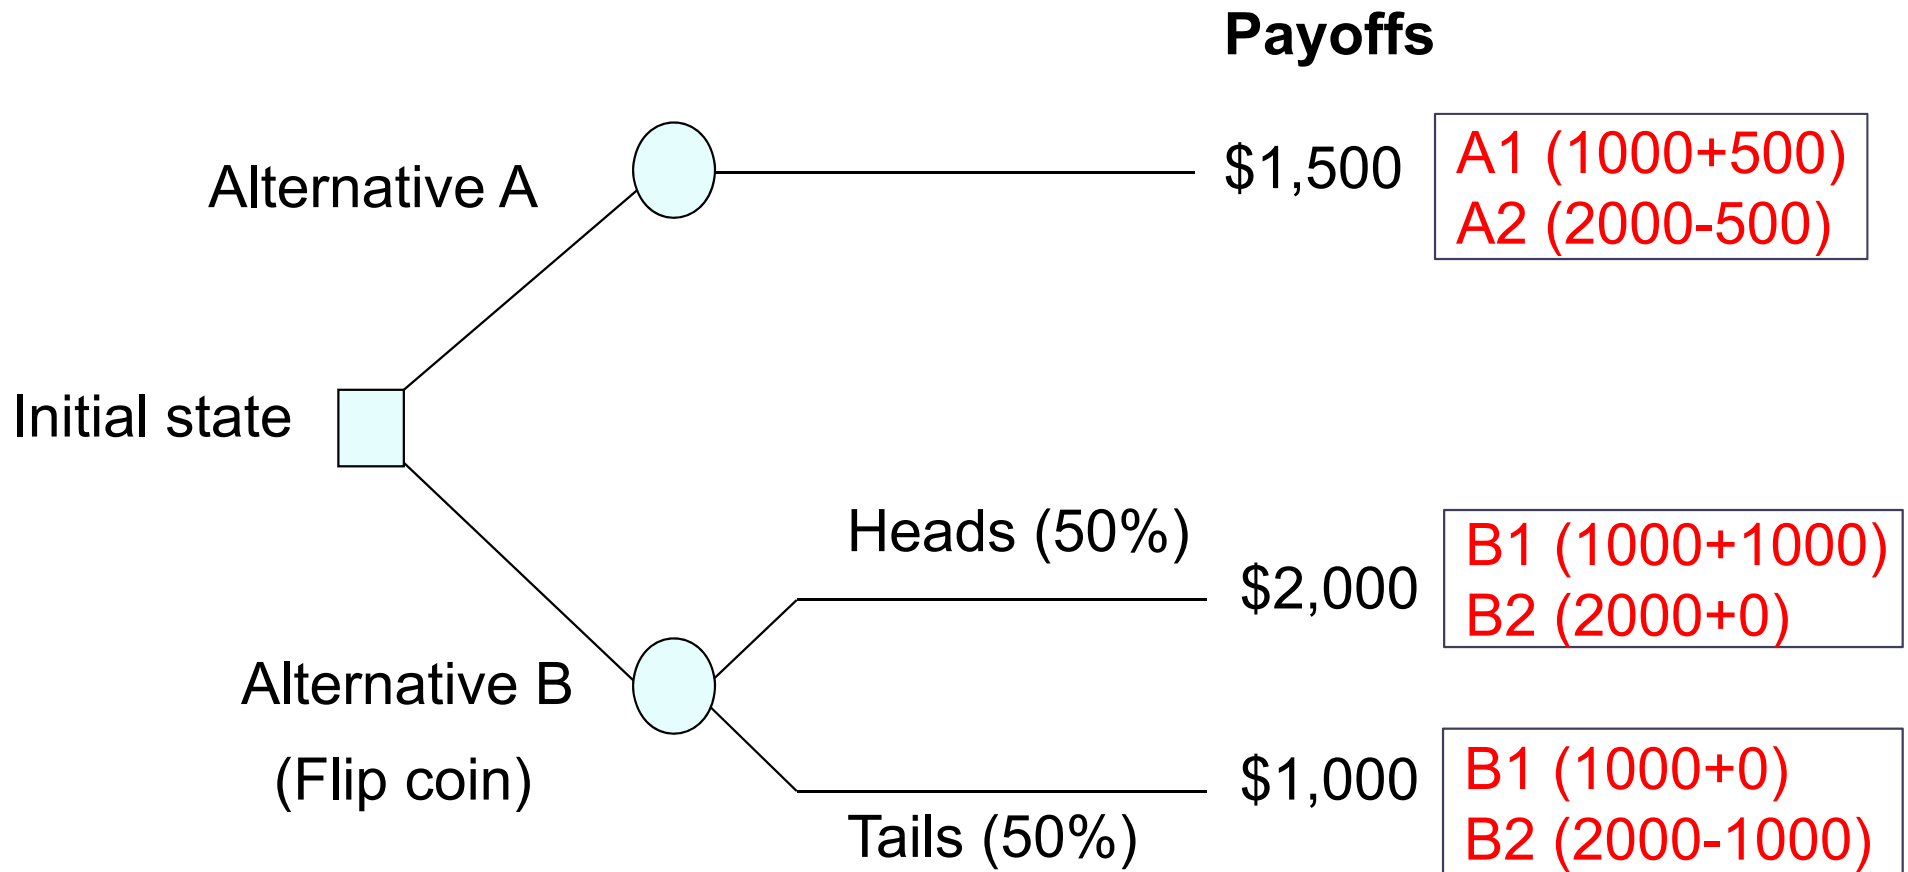 Payoffs
Alternative A
$1,500
A1 (1000+500)
A2 (2000-500)
Initial state
Heads (50%)
$2,000
B1 (1000+1000)
B2 (2000+0)
Alternative B
(Flip coin)
$1,000
B1 (1000+0)
B2 (2000-1000)
Tails (50%)